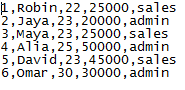 1,Robin,22,25000,sales
2,Jaya,23,20000,admin
3,Maya,23,25000,sales
4,Alia,25,50000,admin
5,David,23,45000,sales
6,Omar,30,30000,admin